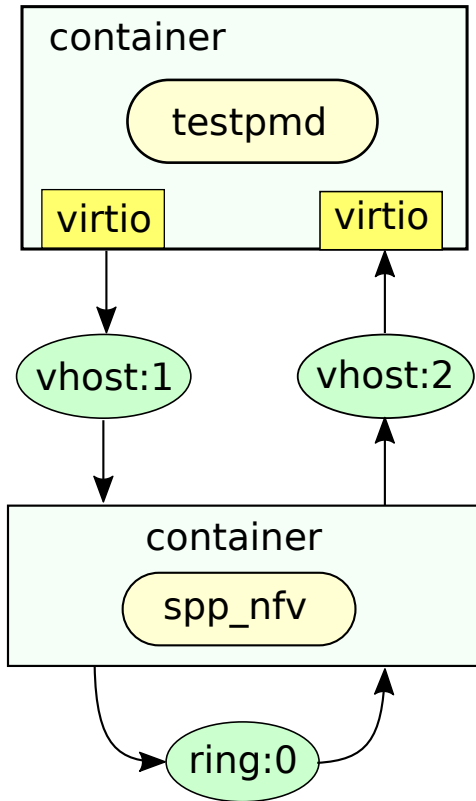 container
testpmd
virtio
virtio
vhost:1
vhost:2
container
spp_nfv
ring:0